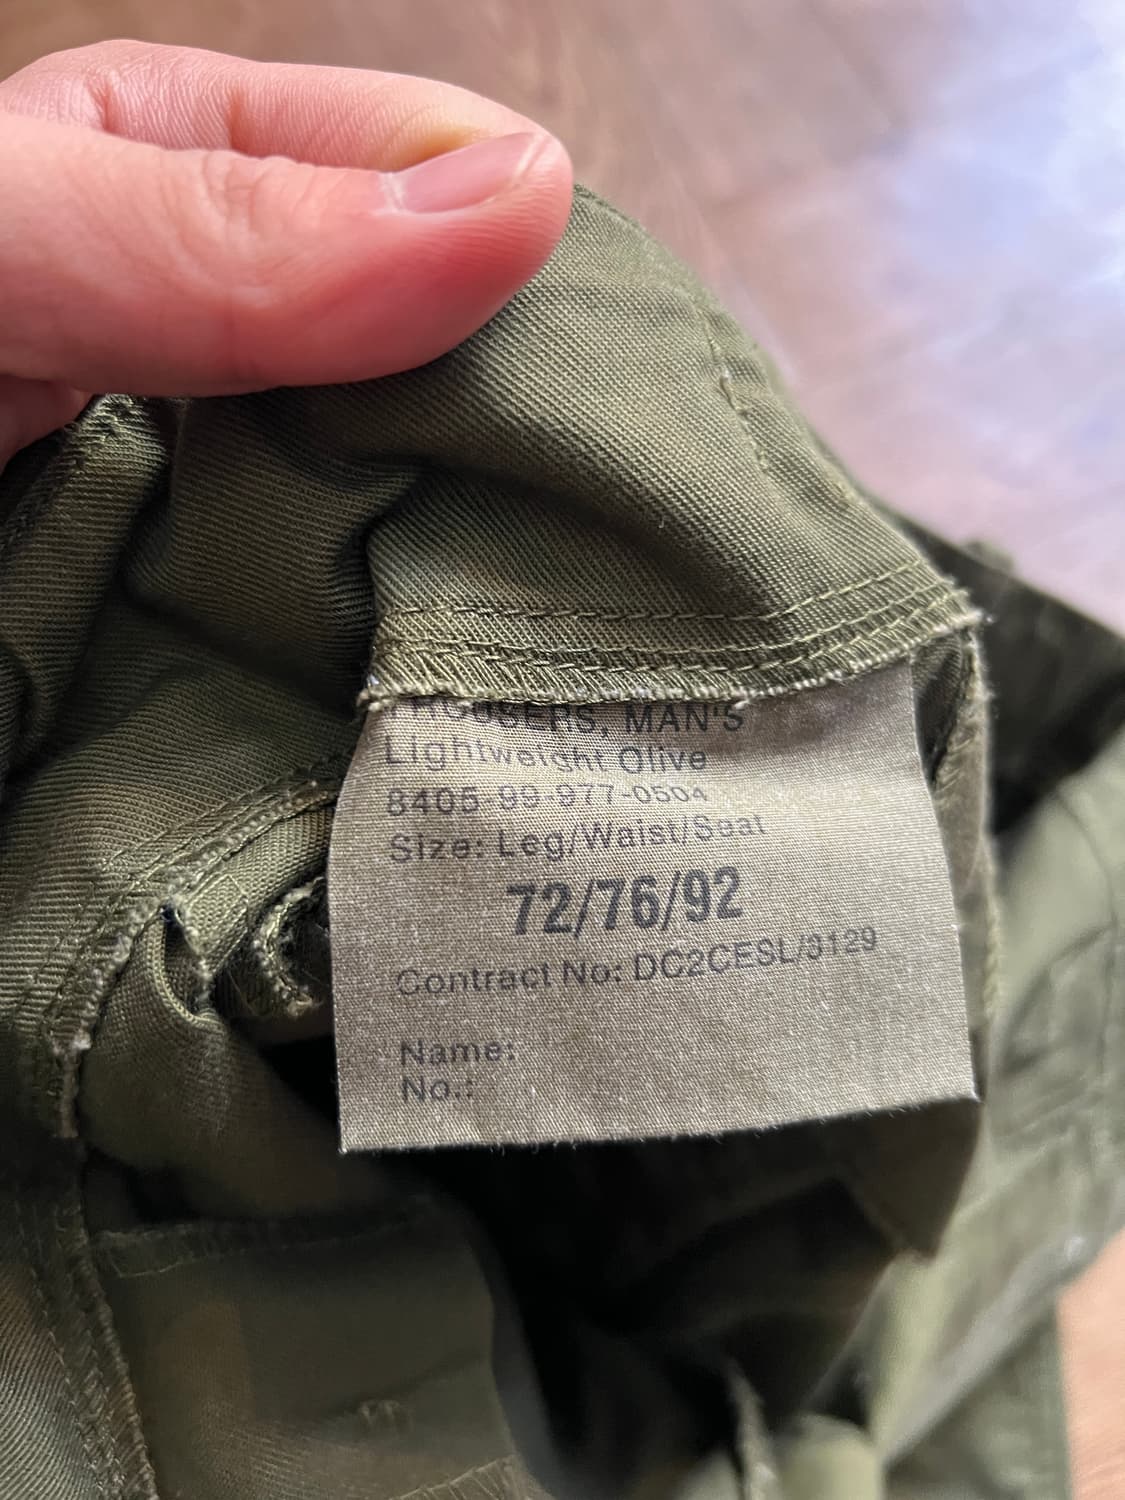 TROUSERS, MAN'S
Lightweight Olive
8405-99-977-0504
Size: Leg/Waist/Seat
72/76/92
Contract No: DC2CESL/3129
Name:
No.: